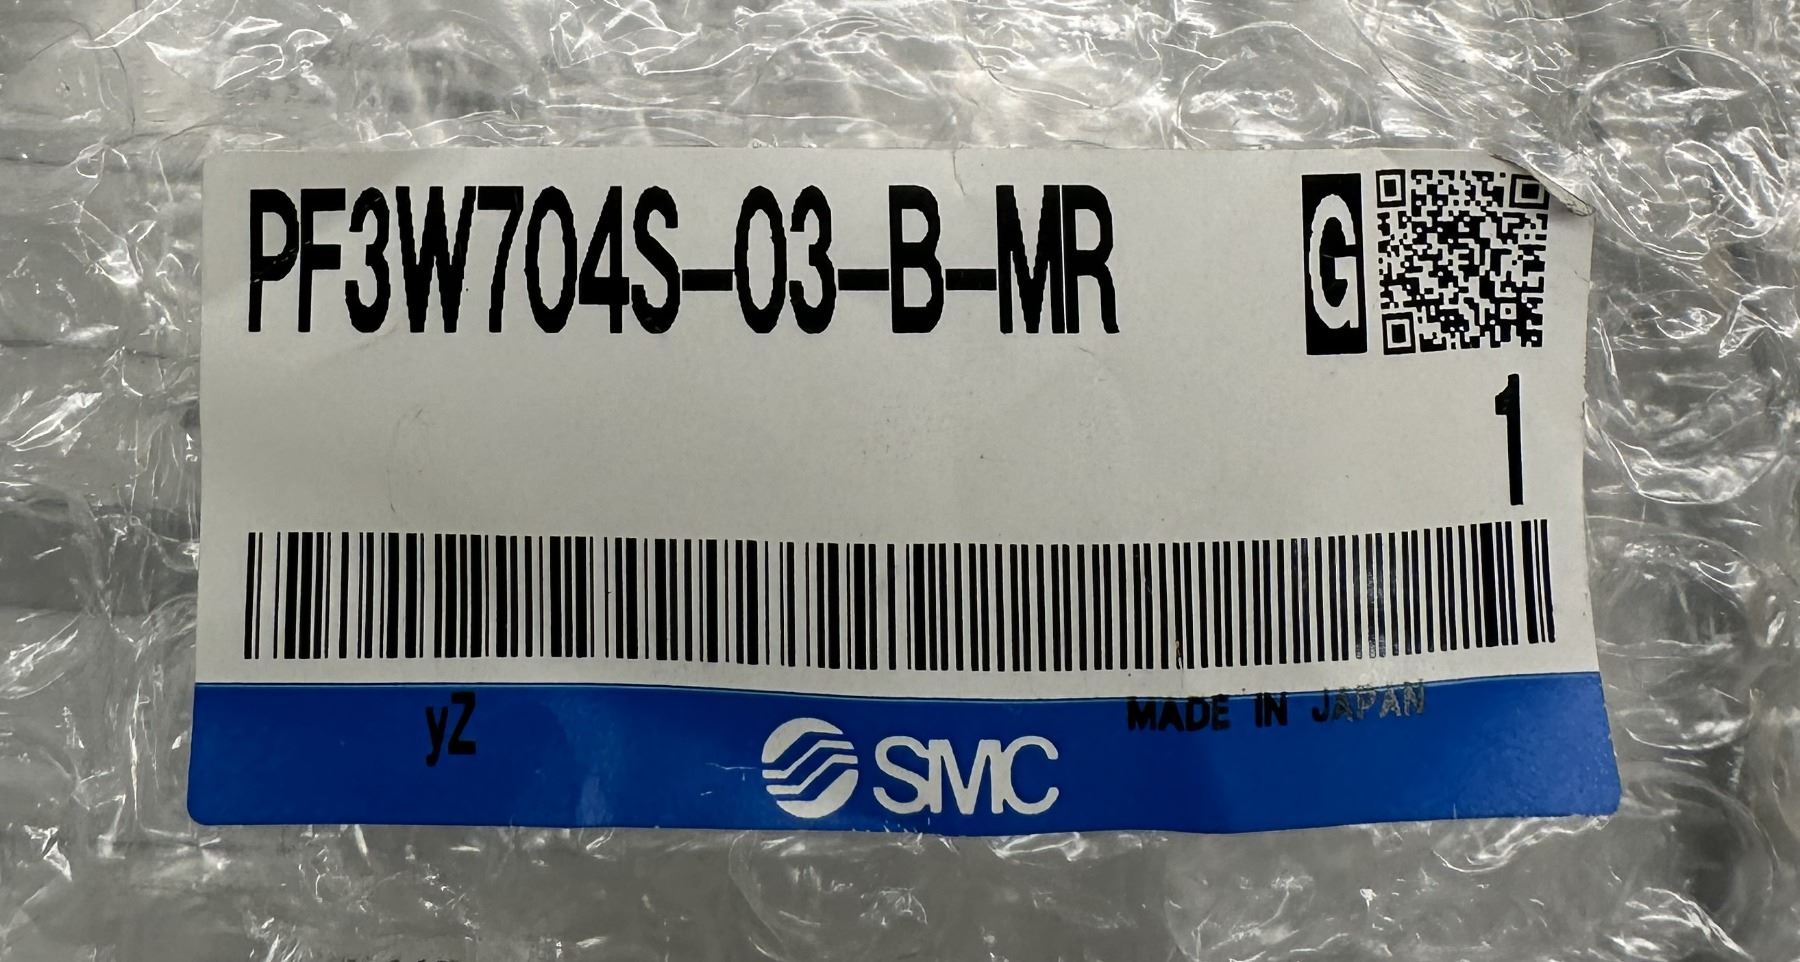 PF3W704S-03-B-MR
G
1
yZ
SMC
MADE IN JAPAN